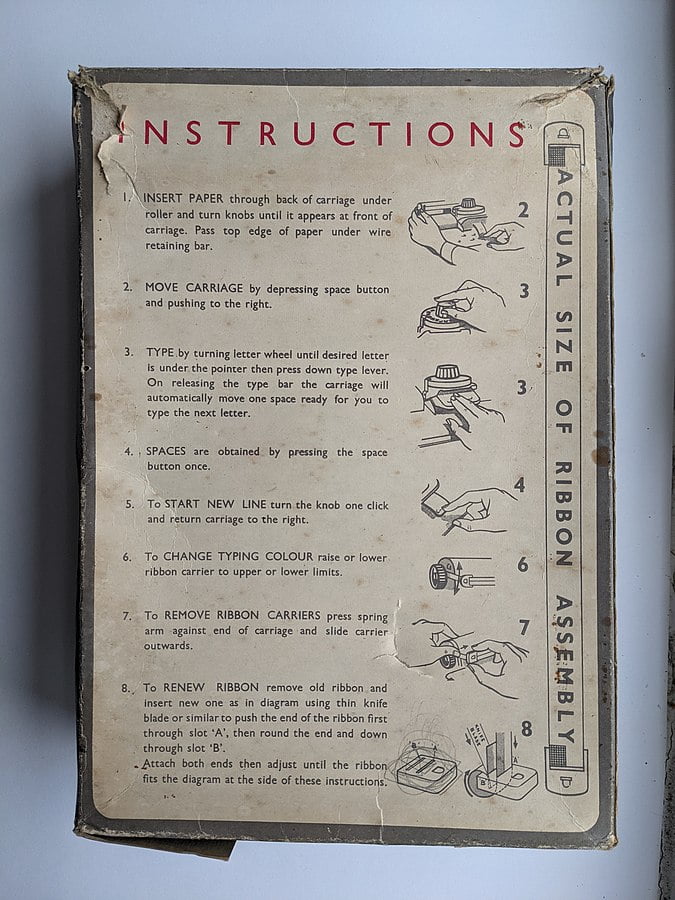 INSTRUCTIONS
1. INSERT PAPER through back of carriage under
roller and turn knobs until it appears at front of
carriage. Pass top edge of paper under wire
retaining bar.
2. MOVE CARRIAGE by depressing space button
and pushing to the right.
3. TYPE by turning letter wheel until desired letter
is under the pointer then press down type lever.
On releasing the type bar the carriage will
automatically move one space ready for you to
type the next letter.
4. SPACES are obtained by pressing the space
button once.
5. To START NEW LINE turn the knob one click
and return carriage to the right.
6. To CHANGE TYPING COLOUR raise or lower
ribbon carrier to upper or lower limits.
7. To REMOVE RIBBON CARRIERS press spring
arm against end of carriage and slide carrier
outwards.
8. To RENEW RIBBON remove old ribbon and
insert new one as in diagram using thin knife
blade or similar to push the end of the ribbon first
through slot ‘A’, then round the end and down
through slot ‘B’.
Attach both ends then adjust until the ribbon
fits the diagram at the side of these instructions.
2
3
3
4
6
7
8
KNIFE
BLADE
A
B
ACTUAL SIZE OF RIBBON ASSEMBLY